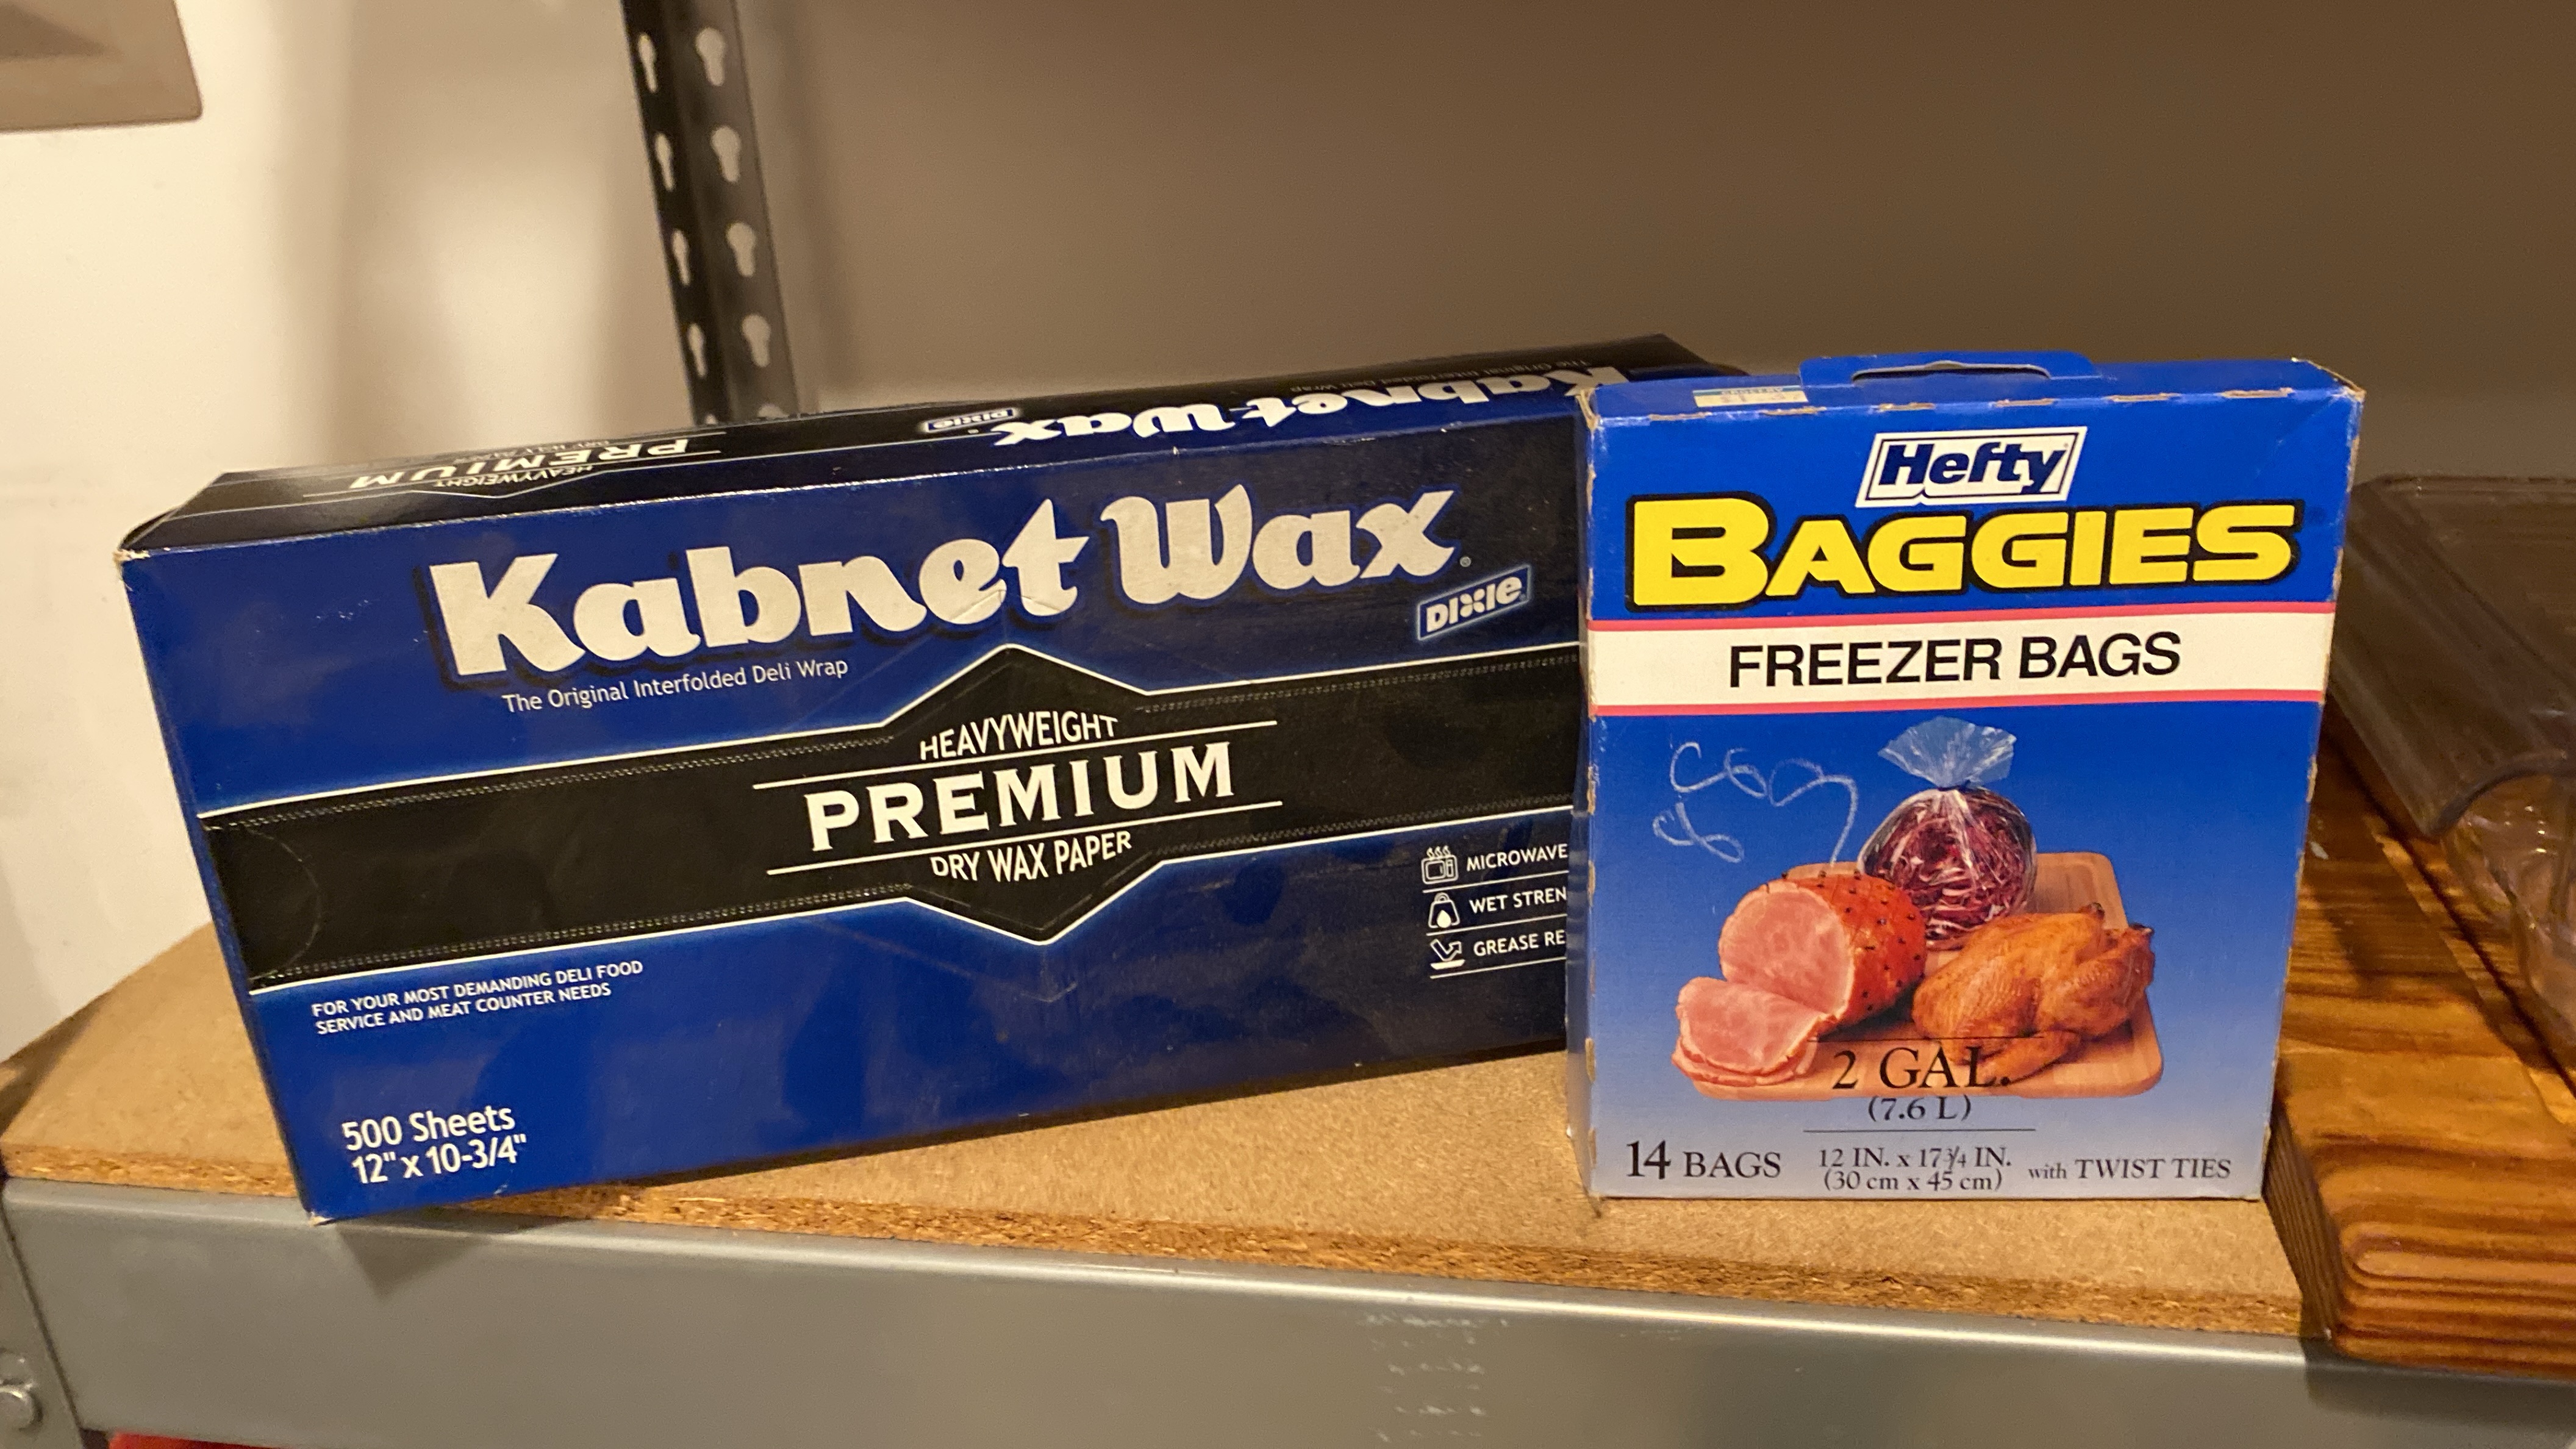 Kabnet Wax
DIXIE
HEAVYWEIGHT
PREMIUM
Kabnet Wax®
DIXIE
The Original Interfolded Deli Wrap
HEAVYWEIGHT
PREMIUM
DRY WAX PAPER
MICROWAVE
WET STREN
GREASE RE
FOR YOUR MOST DEMANDING DELI FOOD
SERVICE AND MEAT COUNTER NEEDS
500 Sheets
12" x 10-3/4"
Hefty
BAGGIES
FREEZER BAGS
2 GAL.
(7.6 L)
14 BAGS
12 IN. x 17¾ IN.
(30 cm x 45 cm)
with TWIST TIES